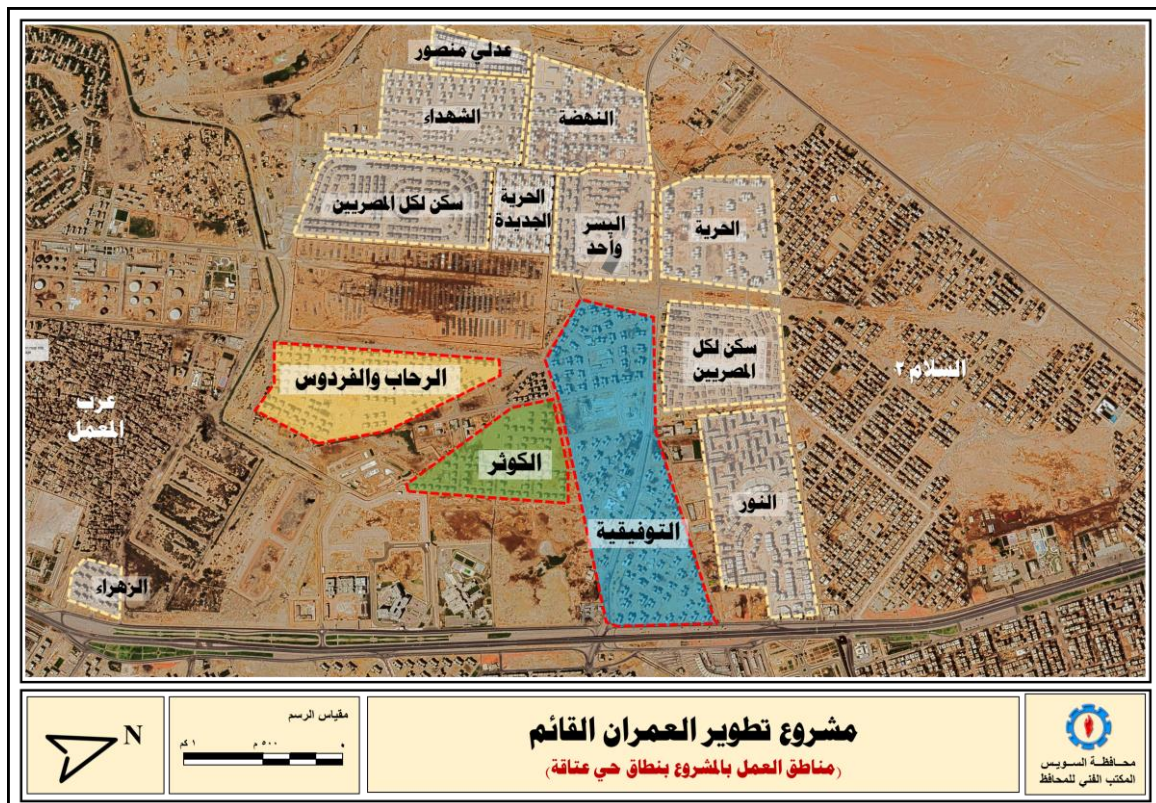 عدلي منصور
الشهداء
النهضة
سكن لكل المصريين
الحرية
الجديدة
اليسر
وأحد
الحرية
سكن لكل
المصريين
السلام ٢
الرحاب والفردوس
عرب
المعمل
الكوثر
النور
التوفيقية
الزهراء
N
مقياس الرسم
١ كم
٥٠٠ م
٠
مشروع تطوير العمران القائم
(مناطق العمل بالمشروع بنطاق حي عتاقة)
محافظة السويس
المكتب الفني للمحافظ